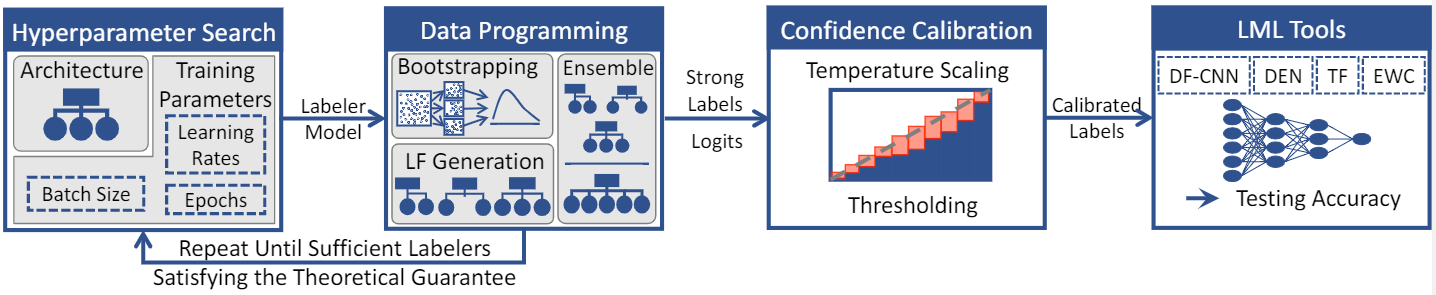 Hyperparameter Search
Architecture
Training
Parameters
Learning
Rates
Batch Size
Epochs
Labeler
Model
Data Programming
Bootstrapping
Ensemble
LF Generation
Repeat Until Sufficient Labelers
Satisfying the Theoretical Guarantee
Strong
Labels
Logits
Confidence Calibration
Temperature Scaling
Thresholding
Calibrated
Labels
LML Tools
DF-CNN DEN TF EWC
Testing Accuracy